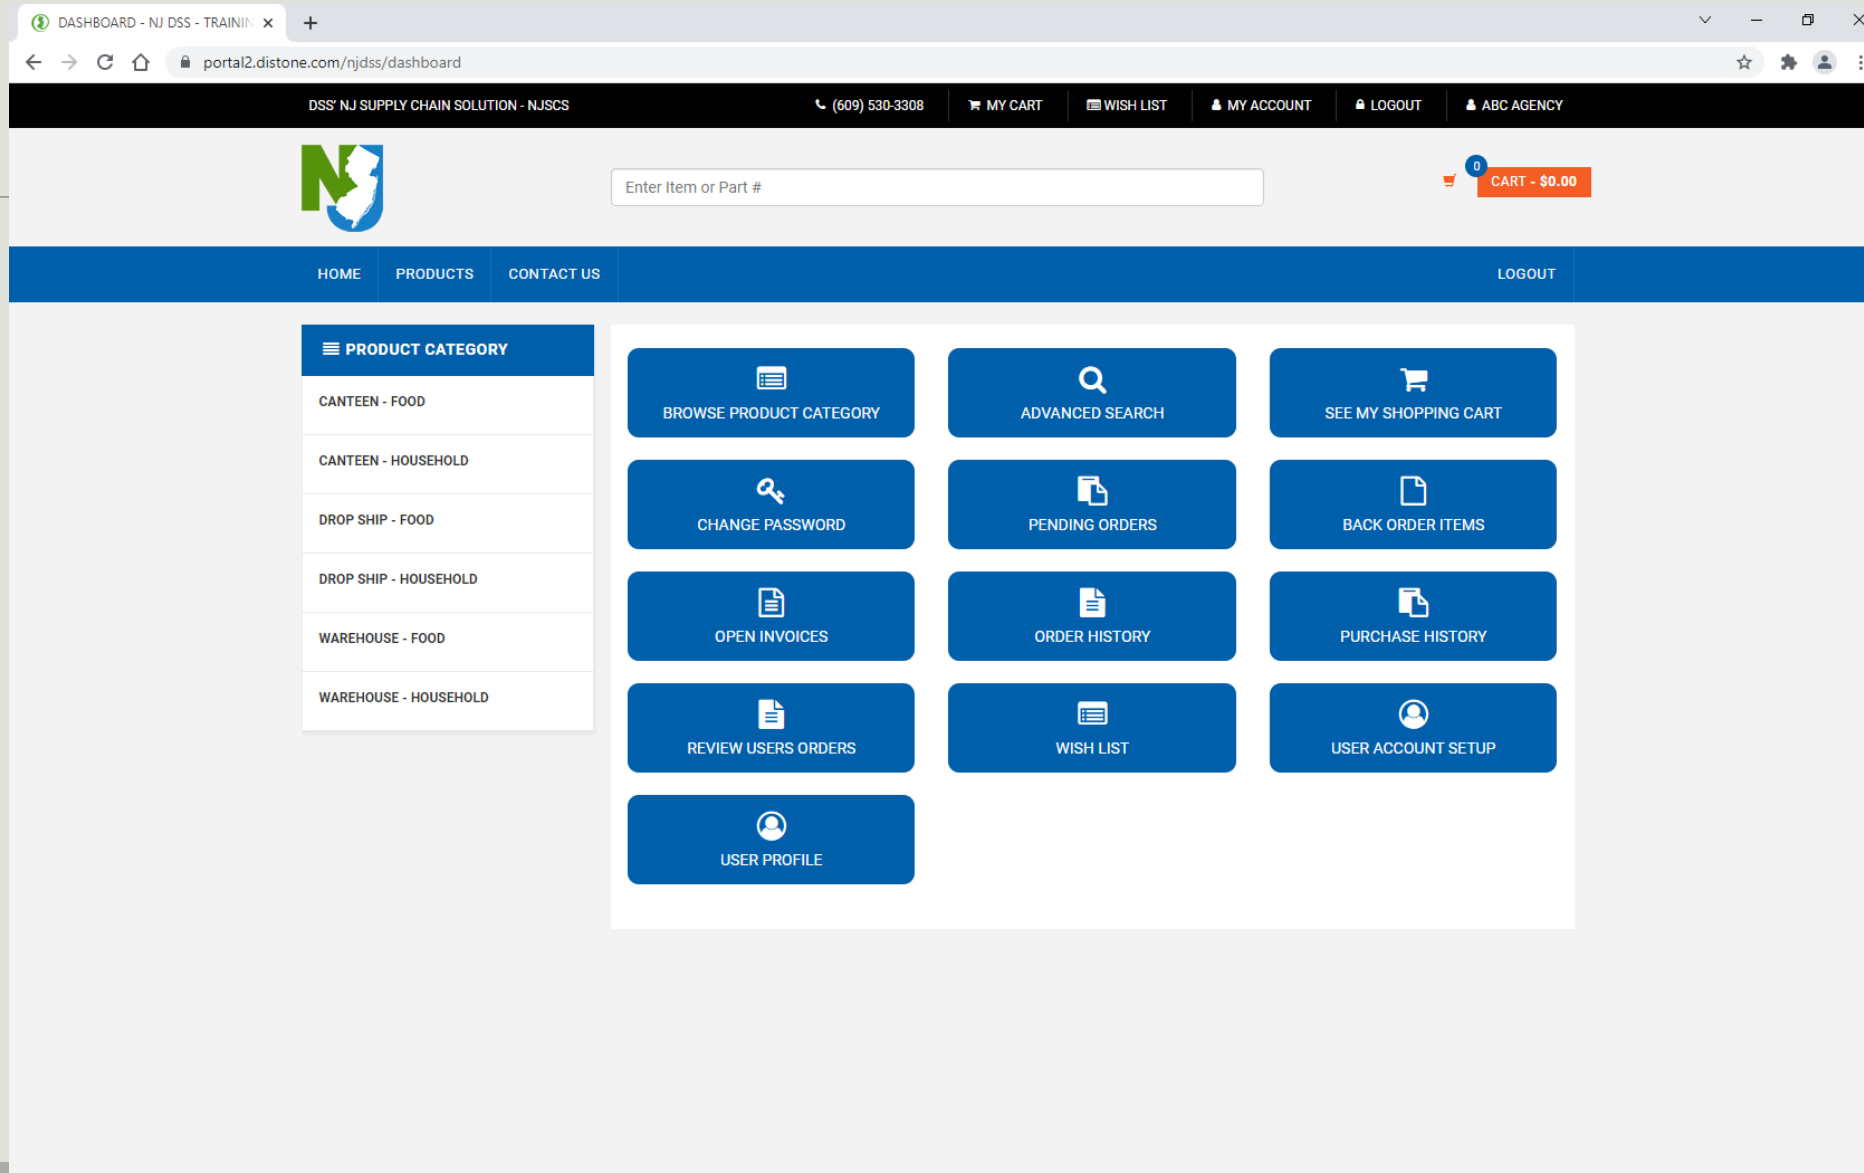 DASHBOARD - NJ DSS - TRAININ
portal2.distone.com/njdss/dashboard
DSS' NJ SUPPLY CHAIN SOLUTION - NJSCS (609) 530-3308 MY CART WISH LIST MY ACCOUNT LOGOUT ABC AGENCY
NJ
Enter Item or Part #
0
CART - $0.00
HOME PRODUCTS CONTACT US LOGOUT
PRODUCT CATEGORY
CANTEEN - FOOD
CANTEEN - HOUSEHOLD
DROP SHIP - FOOD
DROP SHIP - HOUSEHOLD
WAREHOUSE - FOOD
WAREHOUSE - HOUSEHOLD
BROWSE PRODUCT CATEGORY ADVANCED SEARCH SEE MY SHOPPING CART
CHANGE PASSWORD PENDING ORDERS BACK ORDER ITEMS
OPEN INVOICES ORDER HISTORY PURCHASE HISTORY
REVIEW USERS ORDERS WISH LIST USER ACCOUNT SETUP
USER PROFILE